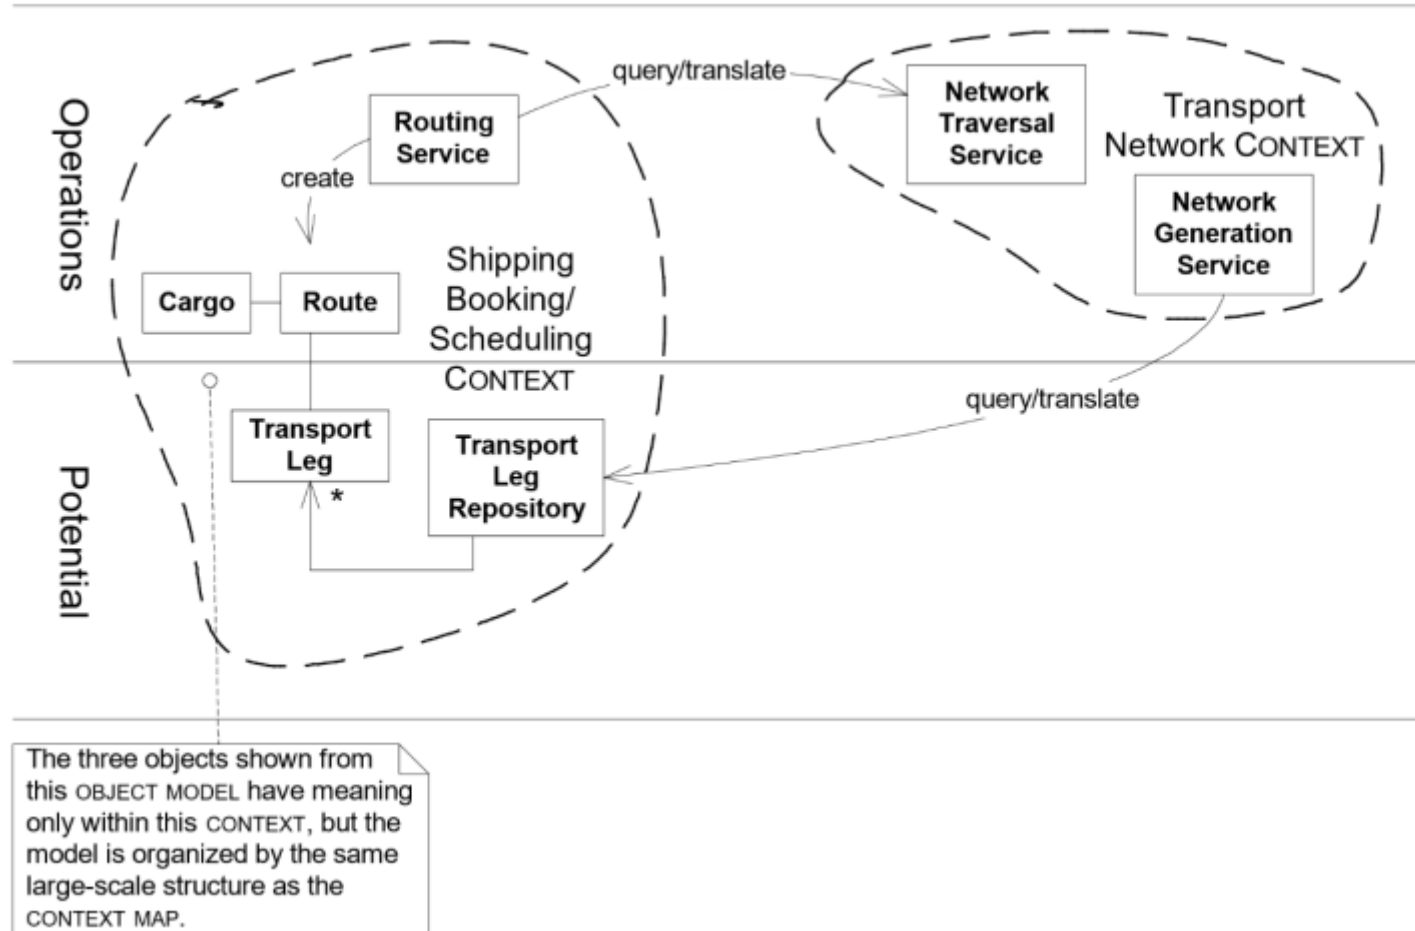 Operations
query/translate
Routing
Service
Network
Traversal
Service
Transport
Network CONTEXT
create
Network
Generation
Service
Cargo
Route
Shipping
Booking/
Scheduling
CONTEXT
Potential
query/translate
Transport
Leg
*
Transport
Leg
Repository
The three objects shown from
this OBJECT MODEL have meaning
only within this CONTEXT, but the
model is organized by the same
large-scale structure as the
CONTEXT MAP.